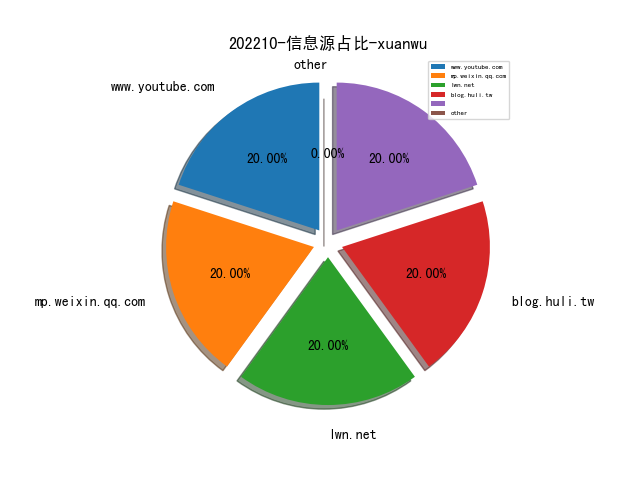 202210-信息源占比-xuanwu
other
www.youtube.com
20.00%
0.00%
20.00%
20.00%
20.00%
mp.weixin.qq.com
blog.huli.tw
20.00%
lwn.net
www.youtube.com
mp.weixin.qq.com
lwn.net
blog.huli.tw
other